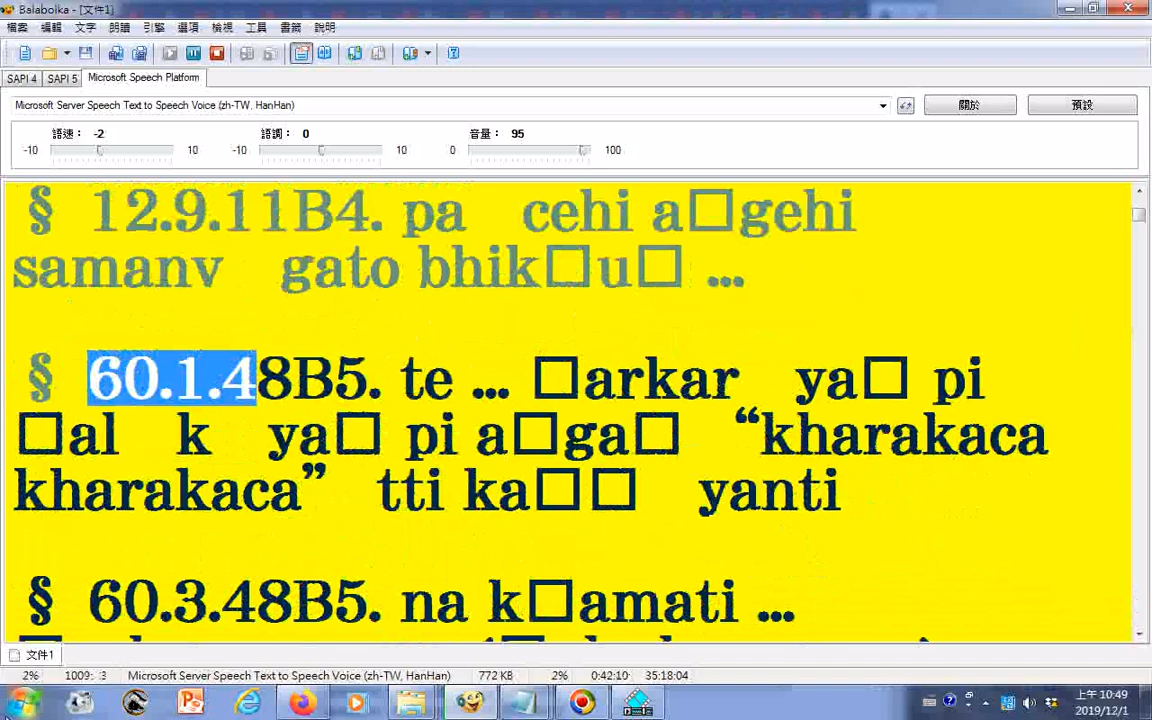 Balabolka - [文件1]
檔案 編輯 文字 朗讀 引擎 選項 檢視 工具 書籤 說明
SAPI 4 SAPI 5 Microsoft Speech Platform
Microsoft Server Speech Text to Speech Voice (zh-TW, HanHan) 關於 預設
語速： -2 語調： 0 音量： 95
-10 10 -10 10 0 100
§ 12.9.11B4. pa cehi a□gehi
samanv gato bhik□u□ ...
§ 60.1.48B5. te ... □arkar ya□ pi
□al k ya□ pi a□ga□ “kharakaca
kharakaca” tti ka□□ yanti
§ 60.3.48B5. na k□amati ...
文件1
2% 1009: :3 Microsoft Server Speech Text to Speech Voice (zh-TW, HanHan) 772 KB 2% 0:42:10 35:18:04
上午 10:49
2019/12/1